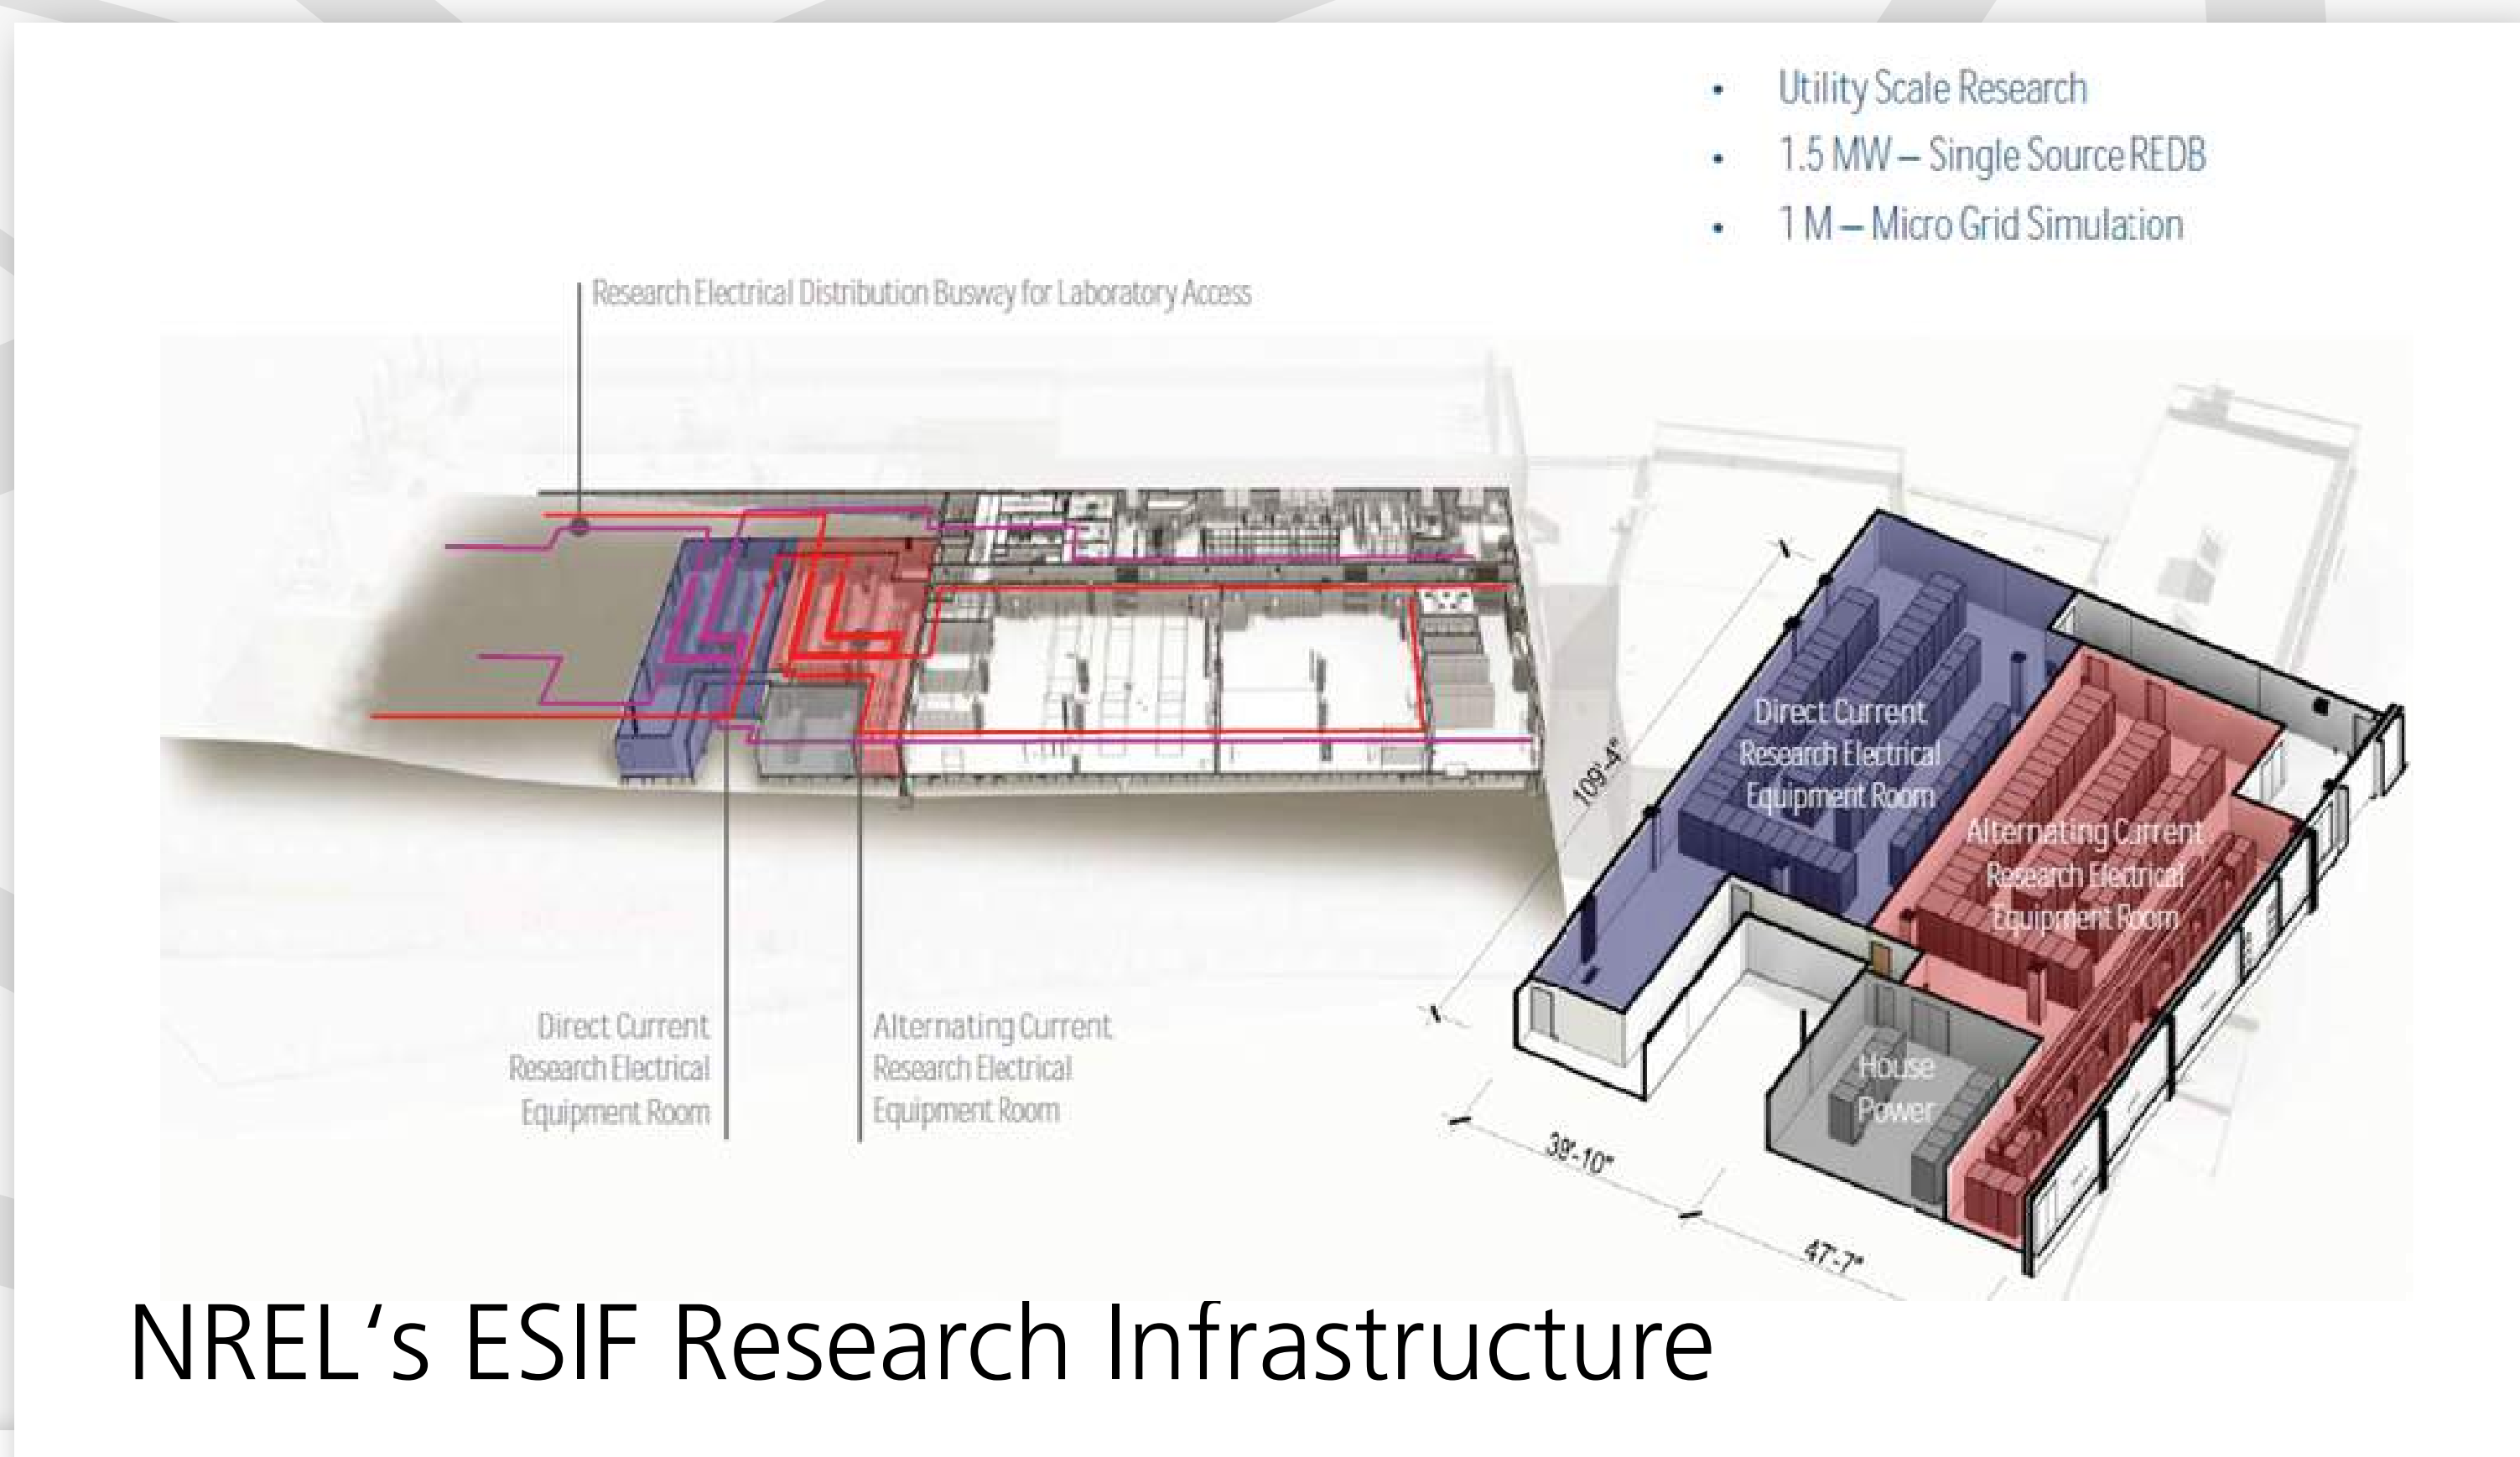 • Utility Scale Research
• 1.5 MW – Single Source REDB
• 1 M – Micro Grid Simulation
Research Electrical Distribution Busway for Laboratory Access
Direct Current
Research Electrical
Equipment Room
Alternating Current
Research Electrical
Equipment Room
109'-4"
Direct Current
Research Electrical
Equipment Room
Alternating Current
Research Electrical
Equipment Room
House
Power
39'-10"
47'-7"
NREL‘s ESIF Research Infrastructure